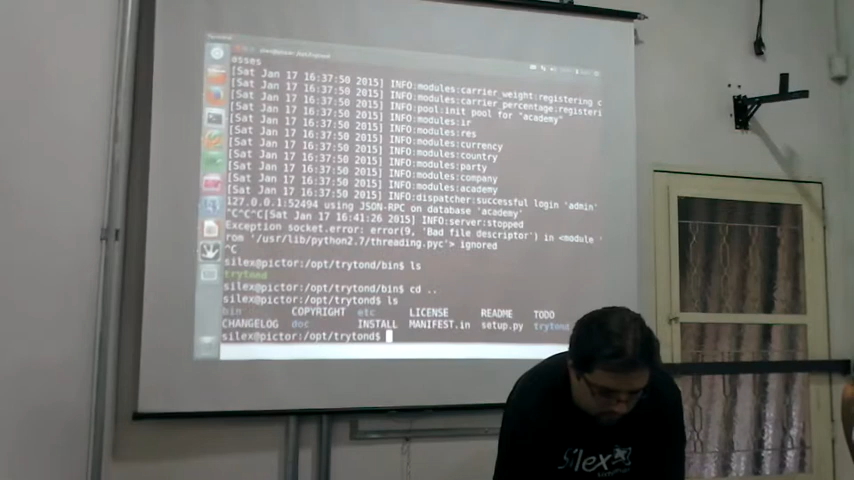 osses
[Sat Jan 17 16:37:50 2015] INFO:modules:carrier_weight:registering c
[Sat Jan 17 16:37:50 2015] INFO:modules:carrier_percentage:registeri
[Sat Jan 17 16:37:50 2015] INFO:pool:init pool for "academy"
[Sat Jan 17 16:37:50 2015] INFO:modules:ir
[Sat Jan 17 16:37:50 2015] INFO:modules:res
[Sat Jan 17 16:37:50 2015] INFO:modules:currency
[Sat Jan 17 16:37:50 2015] INFO:modules:country
[Sat Jan 17 16:37:50 2015] INFO:modules:party
[Sat Jan 17 16:37:50 2015] INFO:modules:company
[Sat Jan 17 16:37:50 2015] INFO:modules:academy
[Sat Jan 17 16:37:50 2015] INFO:dispatcher:successful login 'admin'
127.0.0.1:52494 using JSON-RPC on database 'academy'
^C^C^C[Sat Jan 17 16:41:26 2015] INFO:server:stopped
Exception socket.error: error(9, 'Bad file descriptor') in <module '
rom '/usr/lib/python2.7/threading.pyc'> ignored
^C
silex@pictor:/opt/trytond/bin$ ls
trytond
silex@pictor:/opt/trytond/bin$ cd ..
silex@pictor:/opt/trytond$ ls
bin COPYRIGHT etc LICENSE README TODO
CHANGELOG doc INSTALL MANIFEST.in setup.py trytond
silex@pictor:/opt/trytond$
silex